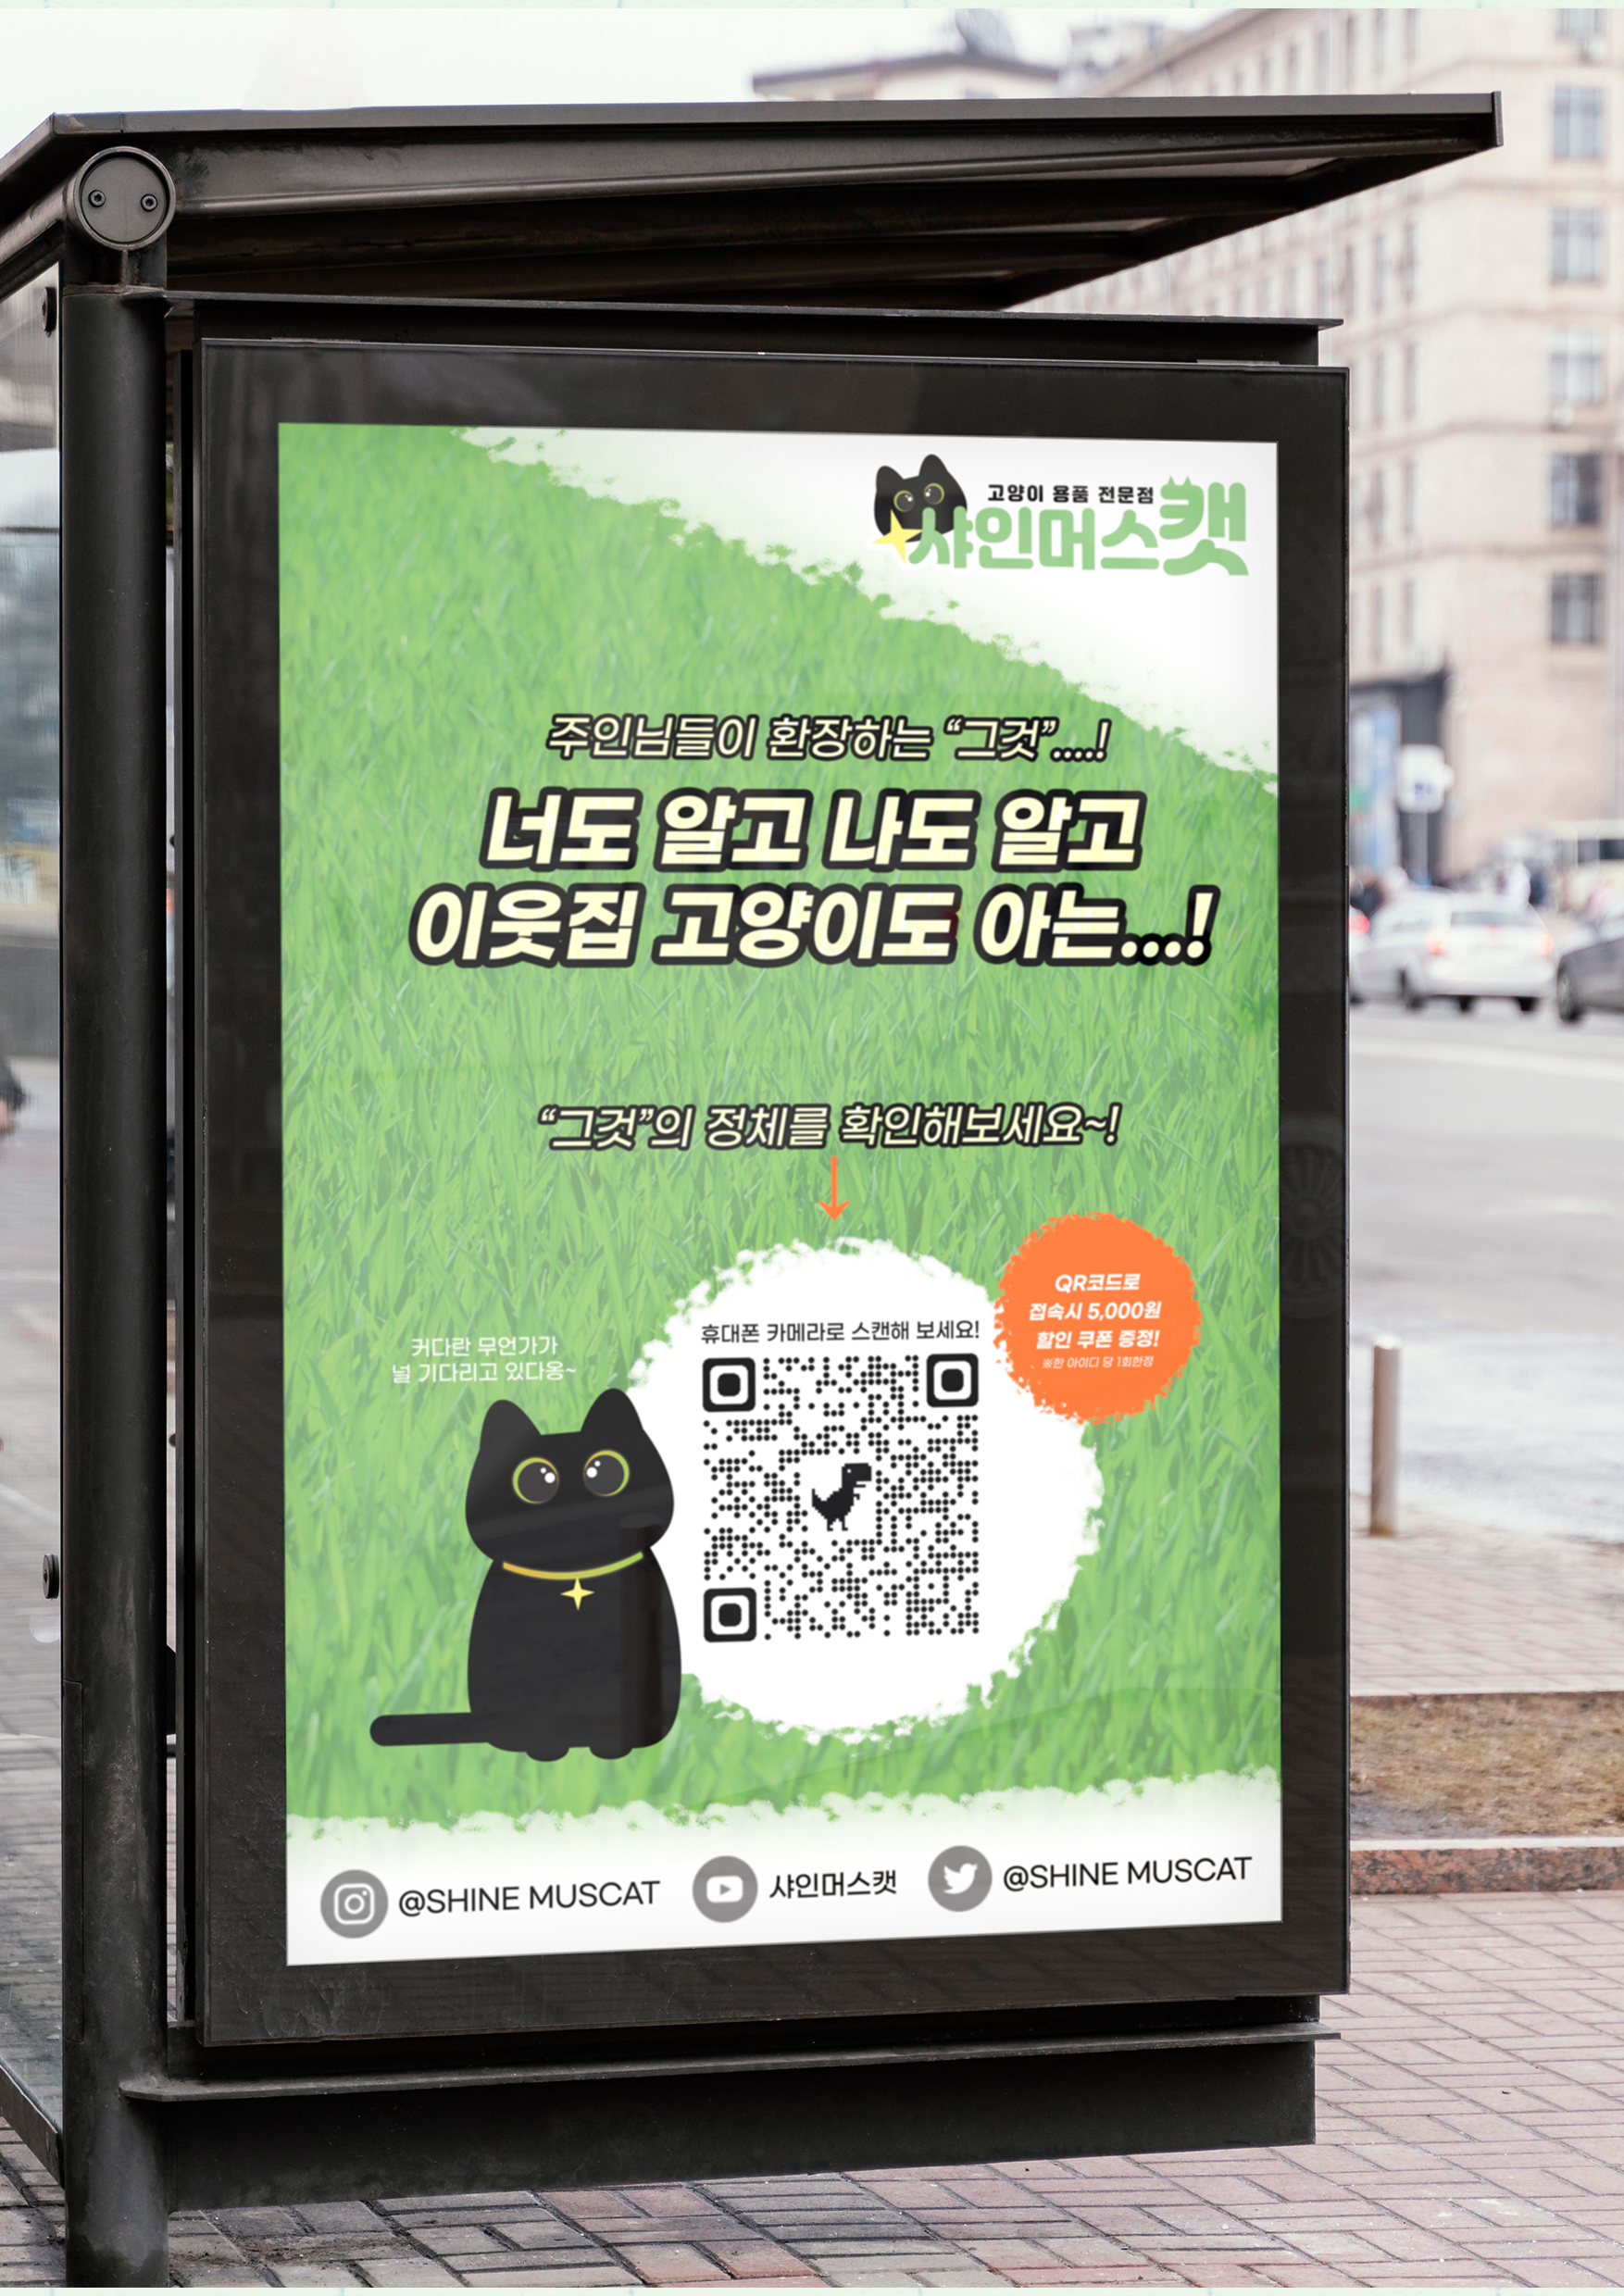 고양이 용품 전문점
샤인머스캣
주인님들이 환장하는 “그것”....!
너도 알고 나도 알고
이웃집 고양이도 아는...!
“그것”의 정체를 확인해보세요~!
QR코드로
접속시 5,000원
할인 쿠폰 증정!
※한 아이디 당 1회한정
휴대폰 카메라로 스캔해 보세요!
커다란 무언가가
널 기다리고 있다옹~
@SHINE MUSCAT
샤인머스캣
@SHINE MUSCAT